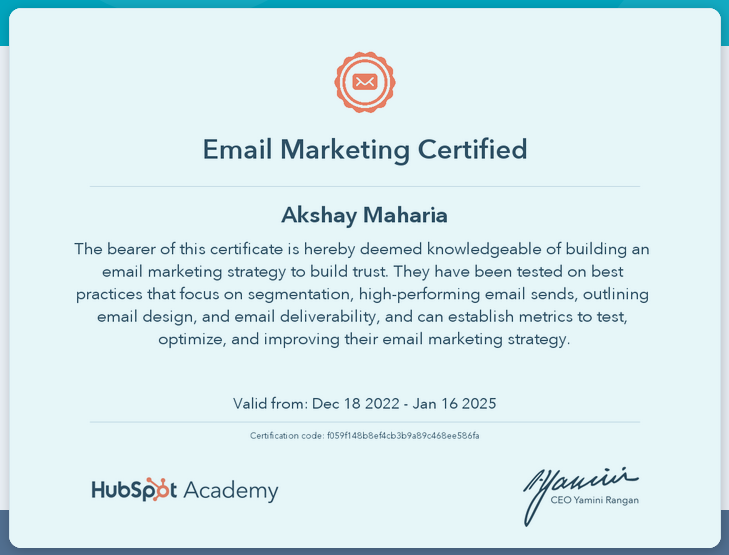 Email Marketing Certified
Akshay Maharia
The bearer of this certificate is hereby deemed knowledgeable of building an
email marketing strategy to build trust. They have been tested on best
practices that focus on segmentation, high-performing email sends, outlining
email design, and email deliverability, and can establish metrics to test,
optimize, and improving their email marketing strategy.
Valid from: Dec 18 2022 - Jan 16 2025
Certification code: f059f148b8ef4cb3b9a89c468ee586fa
HubSpot Academy
Yamini
CEO Yamini Rangan